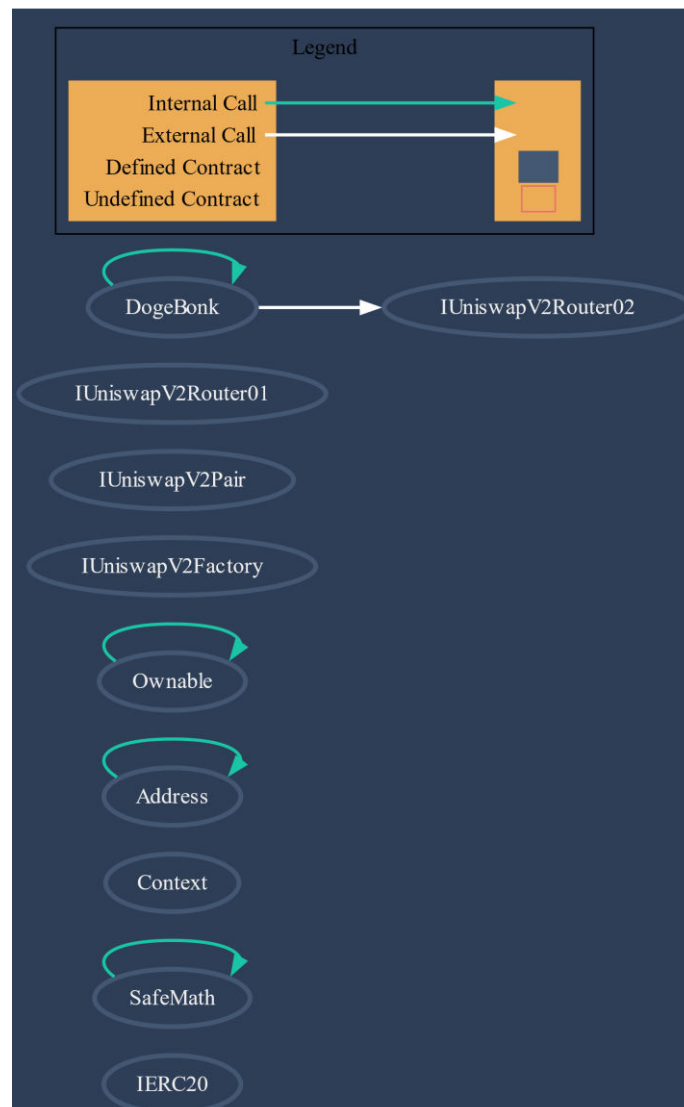 Legend
Internal Call
External Call
Defined Contract
Undefined Contract
DogeBonk
IUniswapV2Router02
IUniswapV2Router01
IUniswapV2Pair
IUniswapV2Factory
Ownable
Address
Context
SafeMath
IERC20